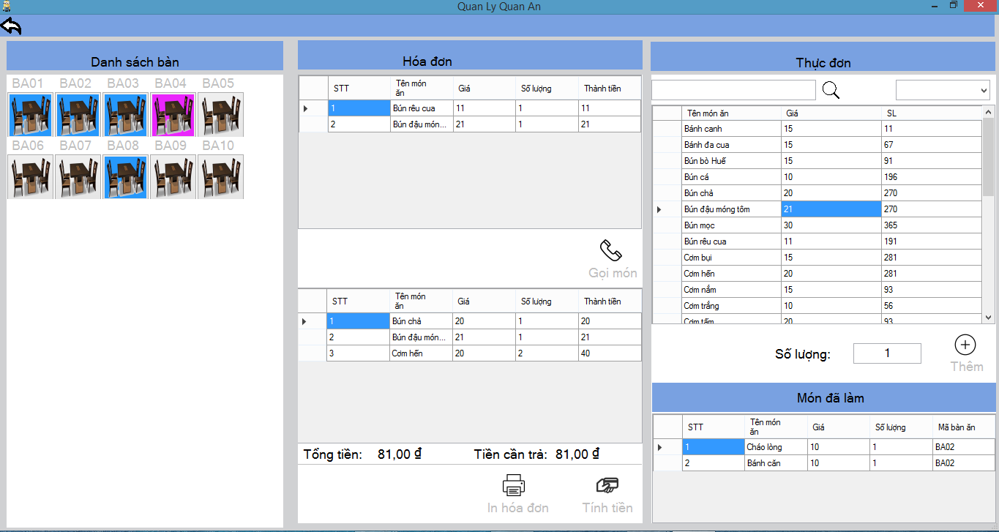 Quan Ly Quan An
Danh sách bàn
BA01 BA02 BA03 BA04 BA05
BA06 BA07 BA08 BA09 BA10
Hóa đơn
STT Tên món ăn Giá Số lượng Thành tiền
1 Bún rêu cua 11 1 11
2 Bún đậu món... 21 1 21
Gọi món
STT Tên món ăn Giá Số lượng Thành tiền
1 Bún chả 20 1 20
2 Bún đậu món... 21 1 21
3 Cơm hến 20 2 40
Tổng tiền: 81,00 ₫ Tiền cần trả: 81,00 ₫
In hóa đơn Tính tiền
Thực đơn
Tên món ăn Giá SL
Bánh canh 15 11
Bánh đa cua 15 67
Bún bò Huế 15 91
Bún cá 10 196
Bún chả 20 270
Bún đậu móng tôm 21 270
Bún mọc 30 365
Bún rêu cua 11 191
Cơm bụi 15 281
Cơm hến 20 281
Cơm nắm 15 93
Cơm trắng 10 56
Cơm tấm 20 93
Số lượng: 1
Thêm
Món đã làm
STT Tên món ăn Giá Số lượng Mã bàn ăn
1 Cháo lòng 10 1 BA02
2 Bánh căn 10 1 BA02